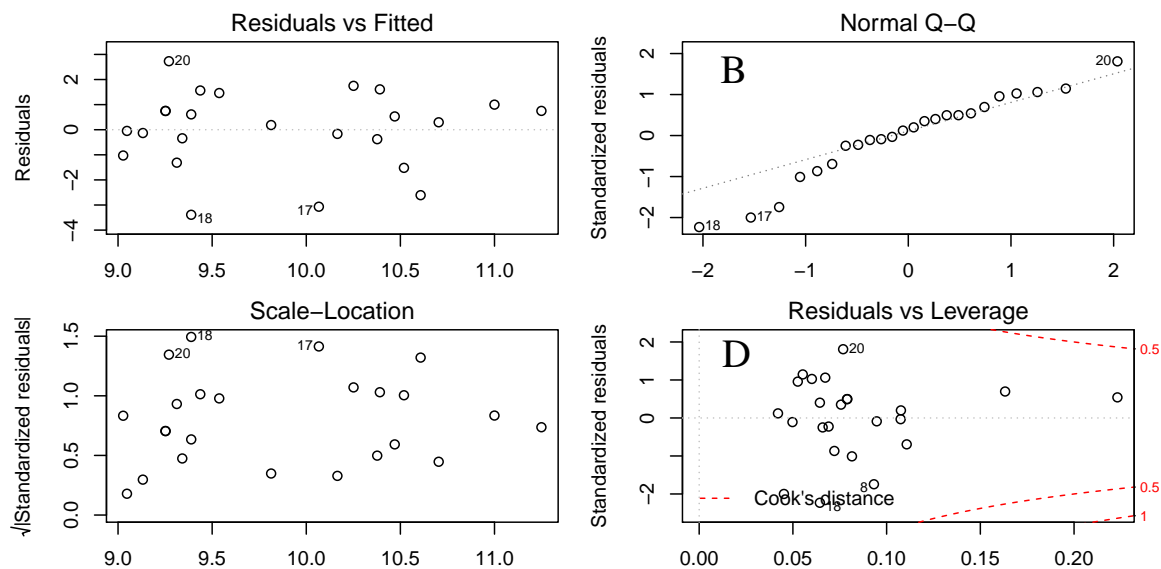 Residuals vs Fitted
Residuals
2
0
−2
−4
20
18
17
9.0 9.5 10.0 10.5 11.0
Normal Q−Q
B
Standardized residuals
2
1
0
−1
−2
20
18
17
−2 −1 0 1 2
Scale−Location
√|Standardized residuals|
1.5
1.0
0.5
0.0
18
20
17
9.0 9.5 10.0 10.5 11.0
Residuals vs Leverage
D
Standardized residuals
2
1
0
−1
−2
20
8
18
Cook's distance
0.5
0.5
1
0.00 0.05 0.10 0.15 0.20